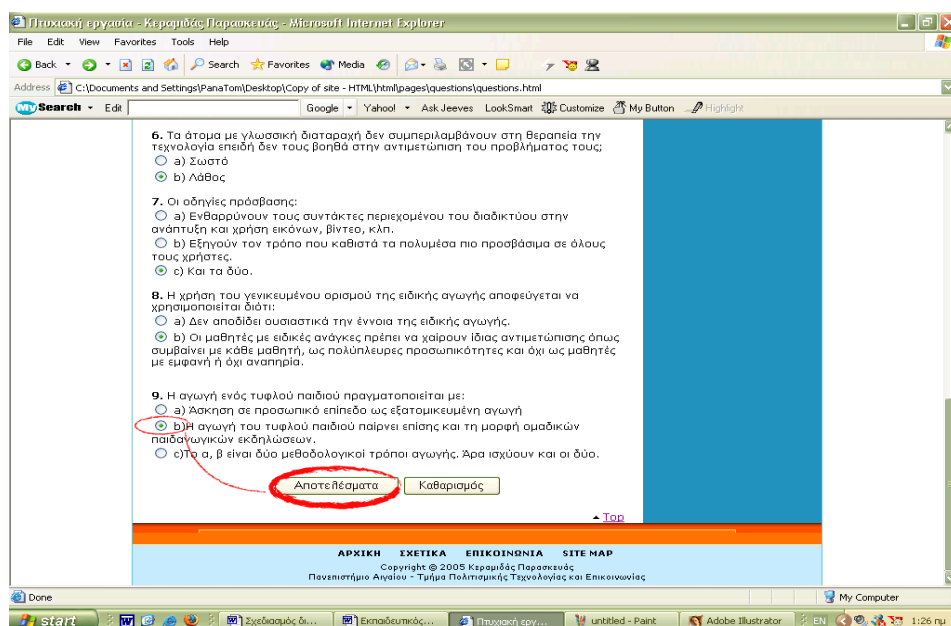 Πτυχιακή εργασία - Κεραμιδάς Παρασκευάς - Microsoft Internet Explorer
File Edit View Favorites Tools Help
Back Search Favorites Media
Address C:\Documents and Settings\PanaTom\Desktop\Copy of site - HTML\html\pages\questions\questions.html
My Search Edit Google Yahoo! Ask Jeeves LookSmart Customize My Button Highlight
6. Τα άτομα με γλωσσική διαταραχή δεν συμπεριλαμβάνουν στη θεραπεία την
τεχνολογία επειδή δεν τους βοηθά στην αντιμετώπιση του προβλήματος τους;
a) Σωστό
b) Λάθος
7. Οι οδηγίες πρόσβασης:
a) Ενθαρρύνουν τους συντάκτες περιεχομένου του διαδικτύου στην
ανάπτυξη και χρήση εικόνων, βίντεο, κλπ.
b) Εξηγούν τον τρόπο που καθιστά τα πολυμέσα πιο προσβάσιμα σε όλους
τους χρήστες.
c) Και τα δύο.
8. Η χρήση του γενικευμένου ορισμού της ειδικής αγωγής αποφεύγεται να
χρησιμοποιείται διότι:
a) Δεν αποδίδει ουσιαστικά την έννοια της ειδικής αγωγής.
b) Οι μαθητές με ειδικές ανάγκες πρέπει να χαίρουν ίδιας αντιμετώπισης όπως
συμβαίνει με κάθε μαθητή, ως πολύπλευρες προσωπικότητες και όχι ως μαθητές
με εμφανή ή όχι αναπηρία.
9. Η αγωγή ενός τυφλού παιδιού πραγματοποιείται με:
a) Άσκηση σε προσωπικό επίπεδο ως εξατομικευμένη αγωγή
b)Η αγωγή του τυφλού παιδιού παίρνει επίσης και τη μορφή ομαδικών
παιδαγωγικών εκδηλώσεων.
c)Το α, β είναι δύο μεθοδολογικοί τρόποι αγωγής. Άρα ισχύουν και οι δύο.
Αποτελέσματα Καθαρισμός
Top
ΑΡΧΙΚΗ ΣΧΕΤΙΚΑ ΕΠΙΚΟΙΝΩΝΙΑ SITE MAP
Copyright © 2005 Κεραμιδάς Παρασκευάς
Πανεπιστήμιο Αιγαίου - Τμήμα Πολιτισμικής Τεχνολογίας και Επικοινωνίας
Done My Computer
start Σχεδιασμός δι... Εκπαιδευτικός... Πτυχιακή εργ... untitled - Paint Adobe Illustrator EN 1:26 πμ